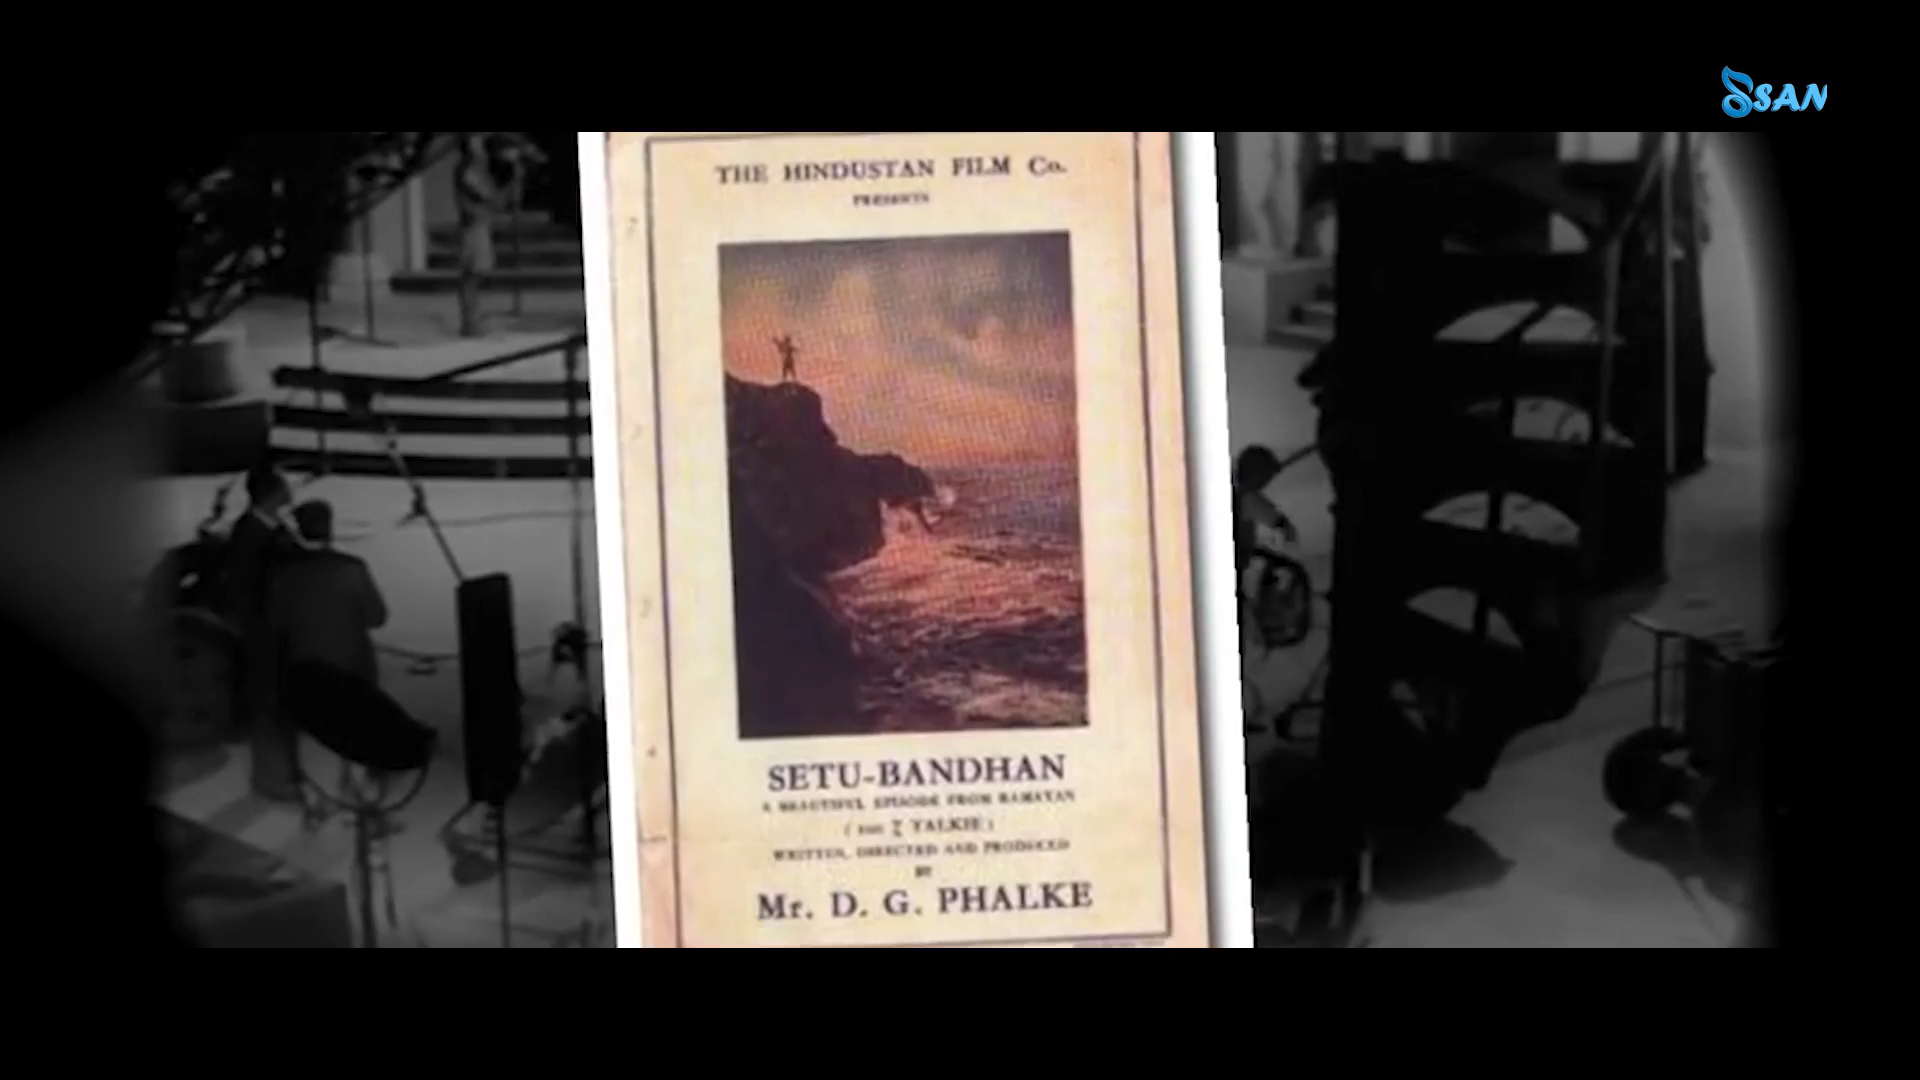 SSAN
THE HINDUSTAN FILM Co.
PRESENTS
SETU-BANDHAN
A BEAUTIFUL EPISODE FROM RAMAYAN
TALKIE )
WRITTEN, DIRECTED AND PRODUCED
BY
Mr. D. G. PHALKE